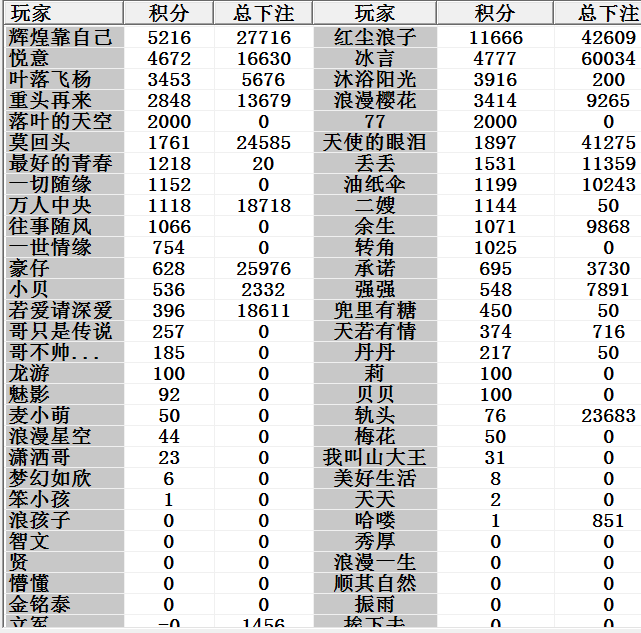 玩家 积分 总下注 玩家 积分 总下注
辉煌靠自己 5216 27716 红尘浪子 11666 42609
悦意 4672 16630 冰言 4777 60034
叶落飞杨 3453 5676 沐浴阳光 3916 200
重头再来 2848 13679 浪漫樱花 3414 9265
落叶的天空 2000 0 77 2000 0
莫回头 1761 24585 天使的眼泪 1897 41275
最好的青春 1218 20 丢丢 1531 11359
一切随缘 1152 0 油纸伞 1199 10243
万人中央 1118 18718 二嫂 1144 50
往事随风 1066 0 余生 1071 9868
一世情缘 754 0 转角 1025 0
豪仔 628 25976 承诺 695 3730
小贝 536 2332 强强 548 7891
若爱请深爱 396 18611 兜里有糖 450 50
哥只是传说 257 0 天若有情 374 716
哥不帅... 185 0 丹丹 217 50
龙游 100 0 莉 100 0
魅影 92 0 贝贝 100 0
麦小萌 50 0 轨头 76 23683
浪漫星空 44 0 梅花 50 0
潇洒哥 23 0 我叫山大王 31 0
梦幻如欣 6 0 美好生活 8 0
笨小孩 1 0 天天 2 0
浪孩子 0 0 哈喽 1 851
智文 0 0 秀厚 0 0
贤 0 0 浪漫一生 0 0
懵懂 0 0 顺其自然 0 0
金铭泰 0 0 振雨 0 0
立军 -0 1456 挨下去 0 0